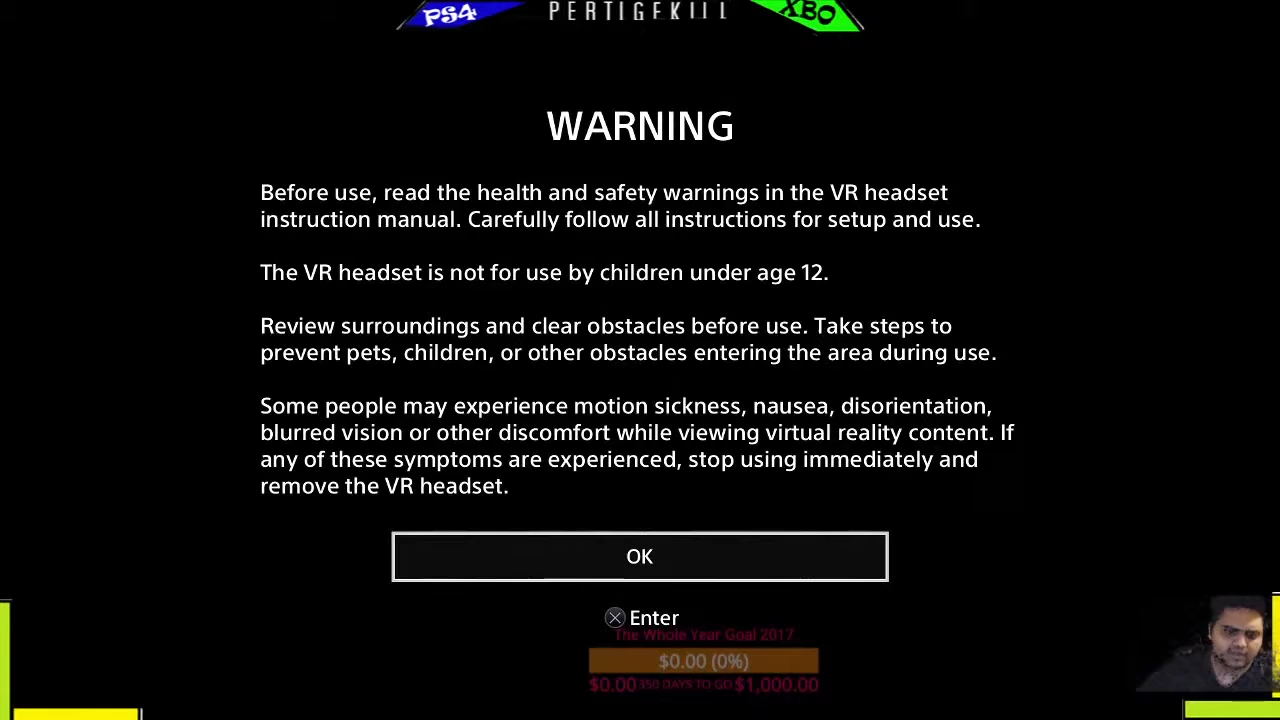 PS4 PERTIGEKILL XBO
WARNING
Before use, read the health and safety warnings in the VR headset
instruction manual. Carefully follow all instructions for setup and use.
The VR headset is not for use by children under age 12.
Review surroundings and clear obstacles before use. Take steps to
prevent pets, children, or other obstacles entering the area during use.
Some people may experience motion sickness, nausea, disorientation,
blurred vision or other discomfort while viewing virtual reality content. If
any of these symptoms are experienced, stop using immediately and
remove the VR headset.
OK
Enter
The Whole Year Goal 2017
$0.00 (0%)
$0.00 350 DAYS TO GO $1,000.00